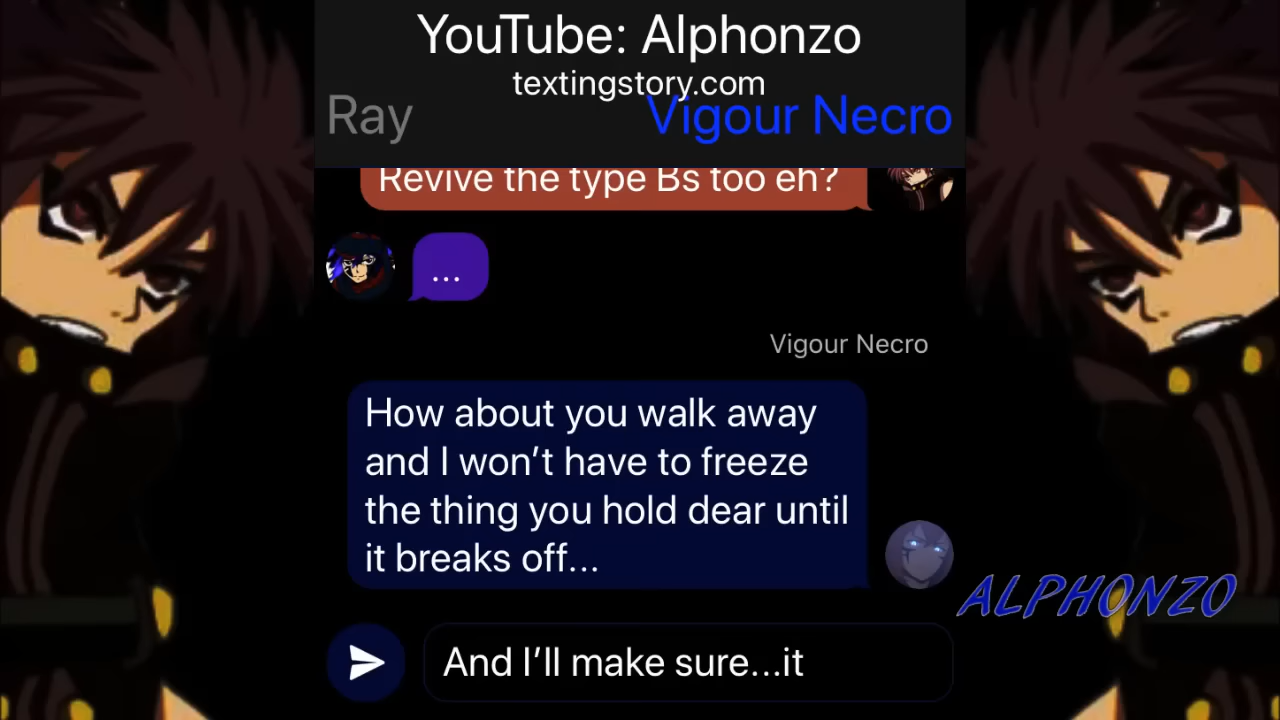 YouTube: Alphonzo
textingstory.com
Ray
Vigour Necro
Revive the type Bs too eh?
...
Vigour Necro
How about you walk away
and I won’t have to freeze
the thing you hold dear until
it breaks off...
ALPHONZO
And I’ll make sure...it